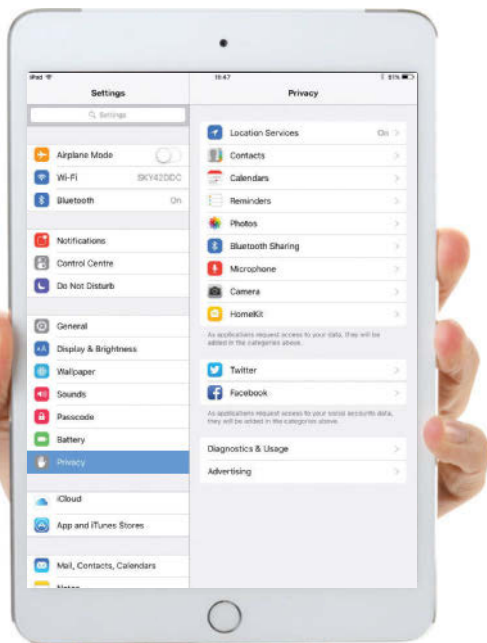 iPad 16:47 81%
Settings
Settings
Airplane Mode
Wi-Fi SKY42DDC
Bluetooth On
Notifications
Control Centre
Do Not Disturb
General
Display & Brightness
Wallpaper
Sounds
Passcode
Battery
Privacy
iCloud
App and iTunes Stores
Mail, Contacts, Calendars
Notes
Privacy
Location Services On
Contacts
Calendars
Reminders
Photos
Bluetooth Sharing
Microphone
Camera
HomeKit
As applications request access to your data, they will be
added in the categories above.
Twitter
Facebook
As applications request access to your social accounts data,
they will be added in the categories above.
Diagnostics & Usage
Advertising